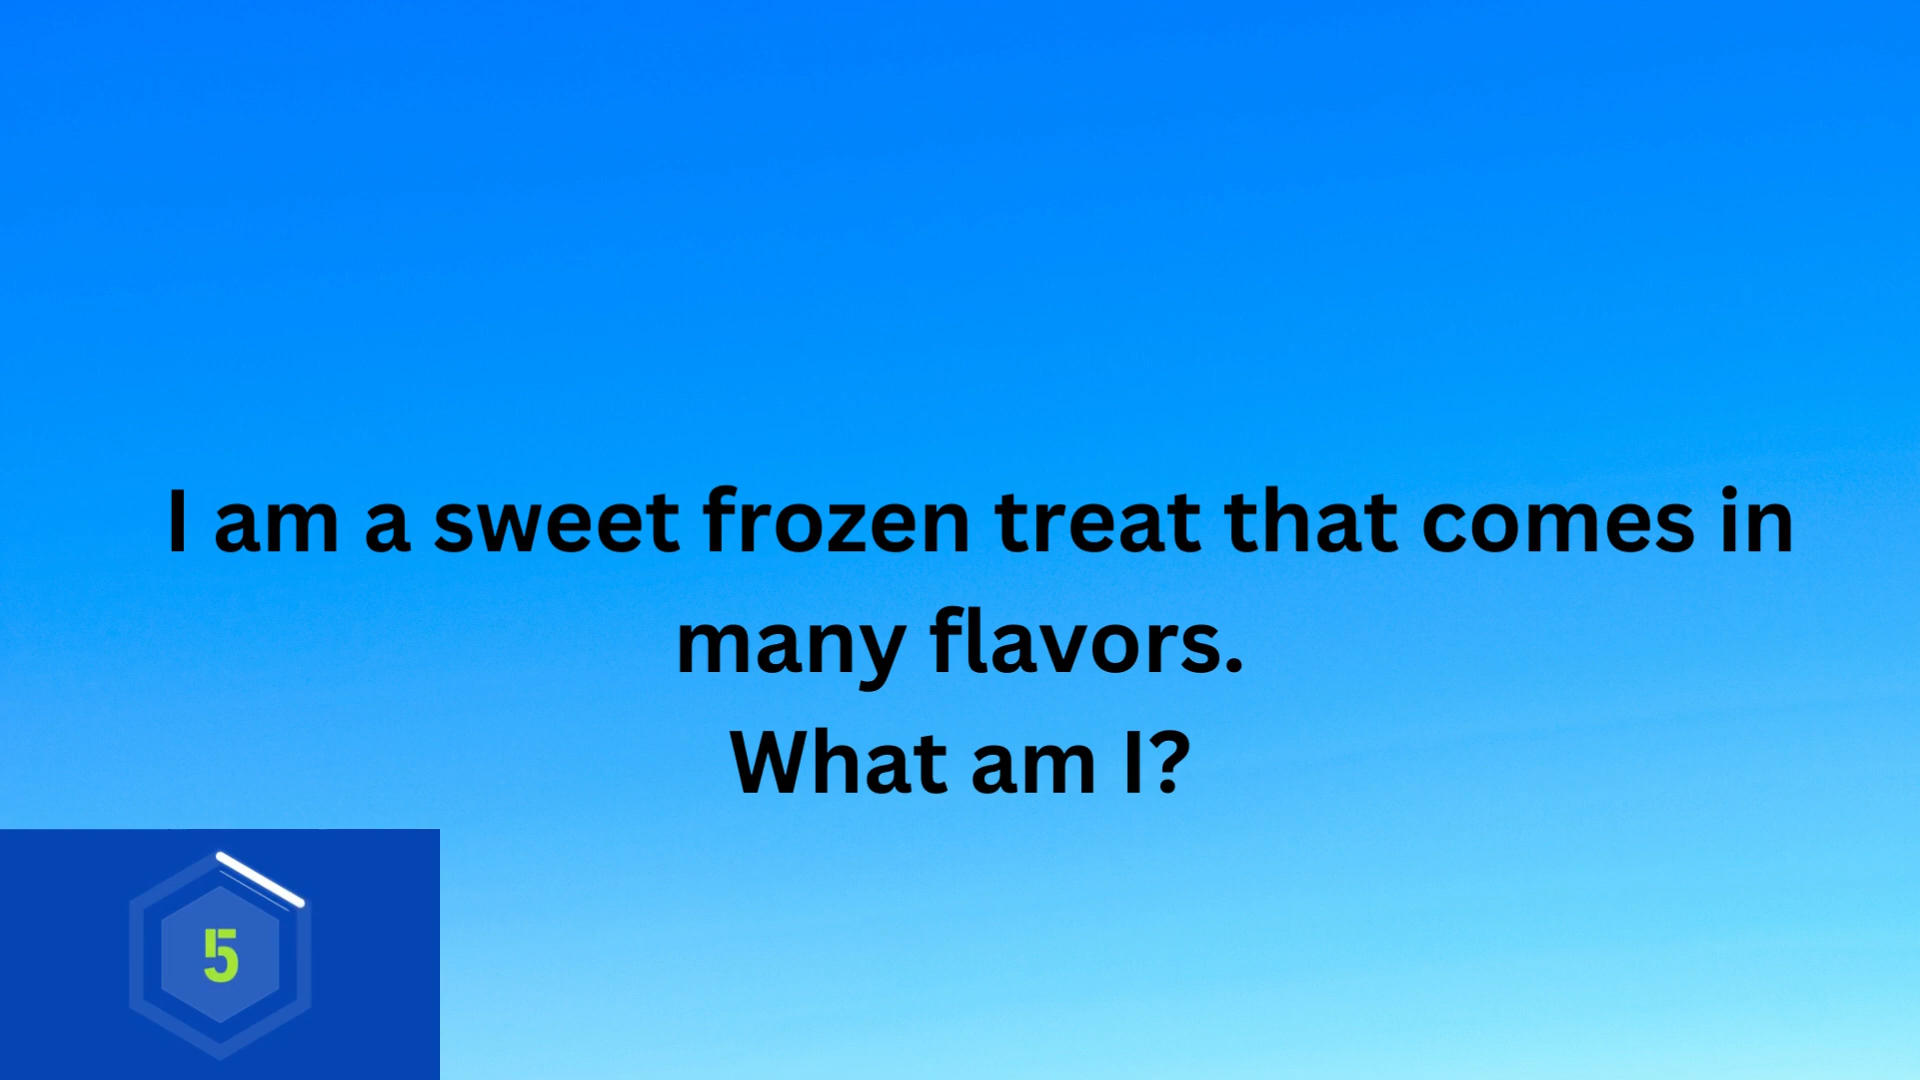 I am a sweet frozen treat that comes in
many flavors.
What am I?
5